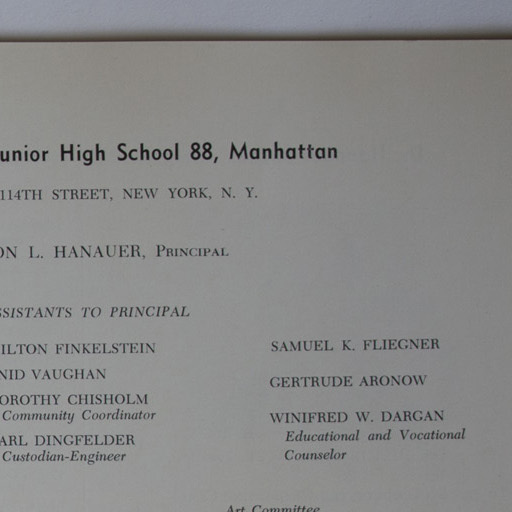 unior High School 88, Manhattan
114TH STREET, NEW YORK, N. Y.
ON L. HANAUER, PRINCIPAL
SSISTANTS TO PRINCIPAL
ILTON FINKELSTEIN
NID VAUGHAN
OROTHY CHISHOLM
Community Coordinator
ARL DINGFELDER
Custodian-Engineer
SAMUEL K. FLIEGNER
GERTRUDE ARONOW
WINIFRED W. DARGAN
Educational and Vocational
Counselor
Art Committee